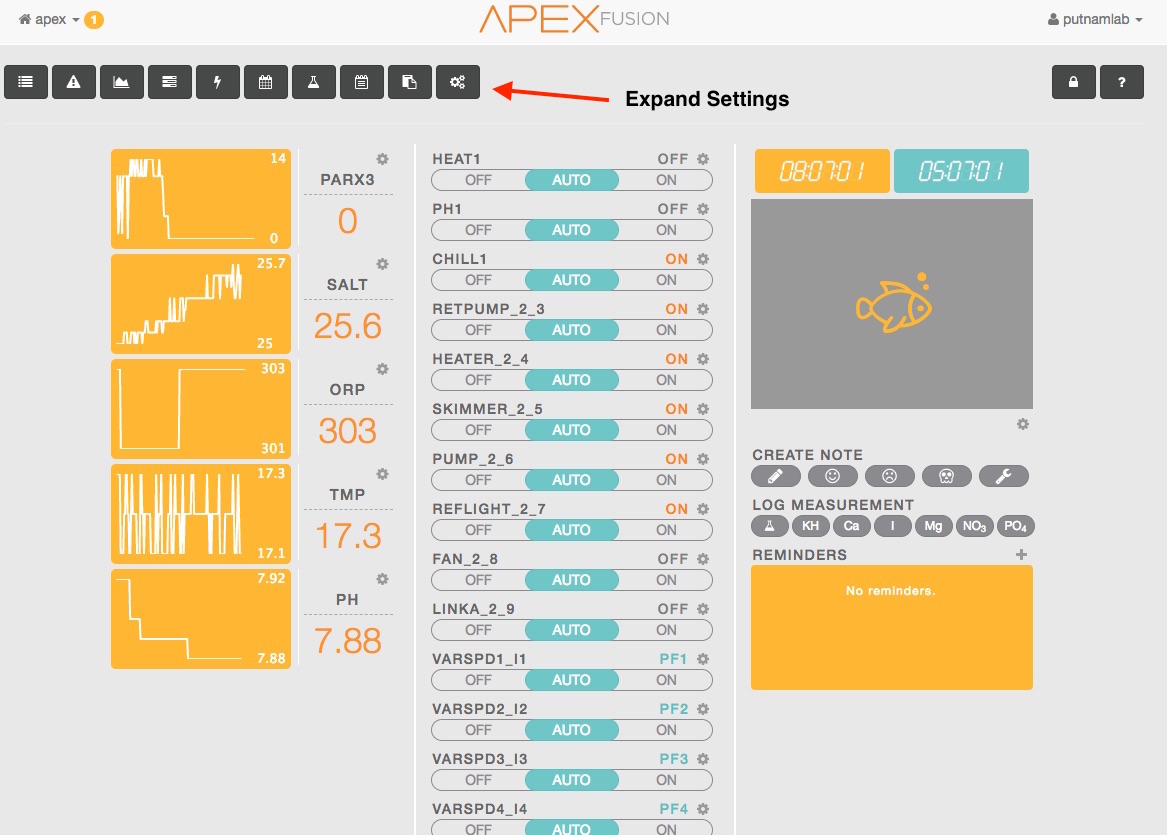 apex 1
APEX FUSION
putnamlab
?
Expand Settings
14
0
PARX3
0
25.7
25
SALT
25.6
303
301
ORP
303
17.3
17.1
TMP
17.3
7.92
7.88
PH
7.88
HEAT1 OFF
OFF AUTO ON
PH1 OFF
OFF AUTO ON
CHILL1 ON
OFF AUTO ON
RETPUMP_2_3 ON
OFF AUTO ON
HEATER_2_4 ON
OFF AUTO ON
SKIMMER_2_5 ON
OFF AUTO ON
PUMP_2_6 ON
OFF AUTO ON
REFLIGHT_2_7 ON
OFF AUTO ON
FAN_2_8 OFF
OFF AUTO ON
LINKA_2_9 OFF
OFF AUTO ON
VARSPD1_I1 PF1
OFF AUTO ON
VARSPD2_I2 PF2
OFF AUTO ON
VARSPD3_I3 PF3
OFF AUTO ON
VARSPD4_I4 PF4
OFF AUTO ON
08:07:01 05:07:01
CREATE NOTE
LOG MEASUREMENT
KH Ca I Mg NO3 PO4
REMINDERS +
No reminders.